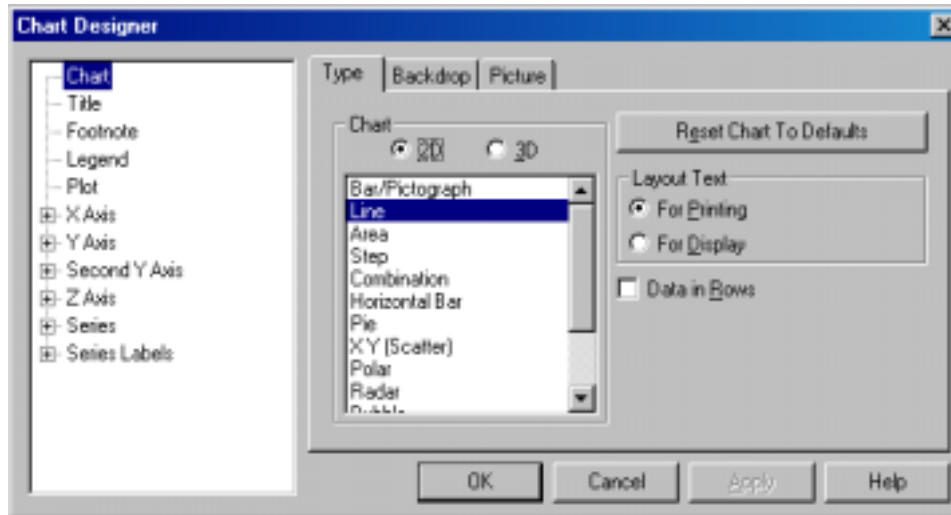 Chart Designer
Chart
Title
Footnote
Legend
Plot
X Axis
Y Axis
Second Y Axis
Z Axis
Series
Series Labels
Type
Backdrop
Picture
Chart
2D
3D
Bar/Pictograph
Line
Area
Step
Combination
Horizontal Bar
Pie
XY (Scatter)
Polar
Radar
Reset Chart To Defaults
Layout Text
For Printing
For Display
Data in Rows
OK
Cancel
Apply
Help